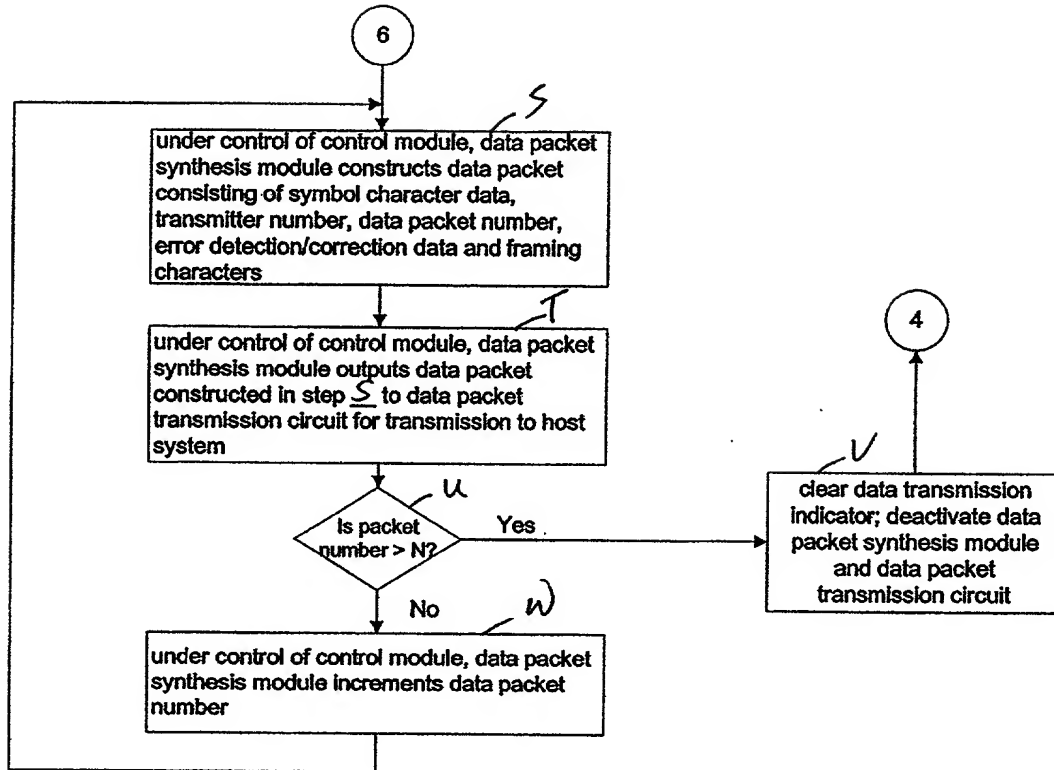 6
S
under control of control module, data packet
synthesis module constructs data packet
consisting of symbol character data,
transmitter number, data packet number,
error detection/correction data and framing
characters
T
under control of control module, data packet
synthesis module outputs data packet
constructed in step S to data packet
transmission circuit for transmission to host
system
U
Is packet
number > N?
Yes
No
W
under control of control module, data packet
synthesis module increments data packet
number
4
V
clear data transmission
indicator; deactivate data
packet synthesis module
and data packet
transmission circuit